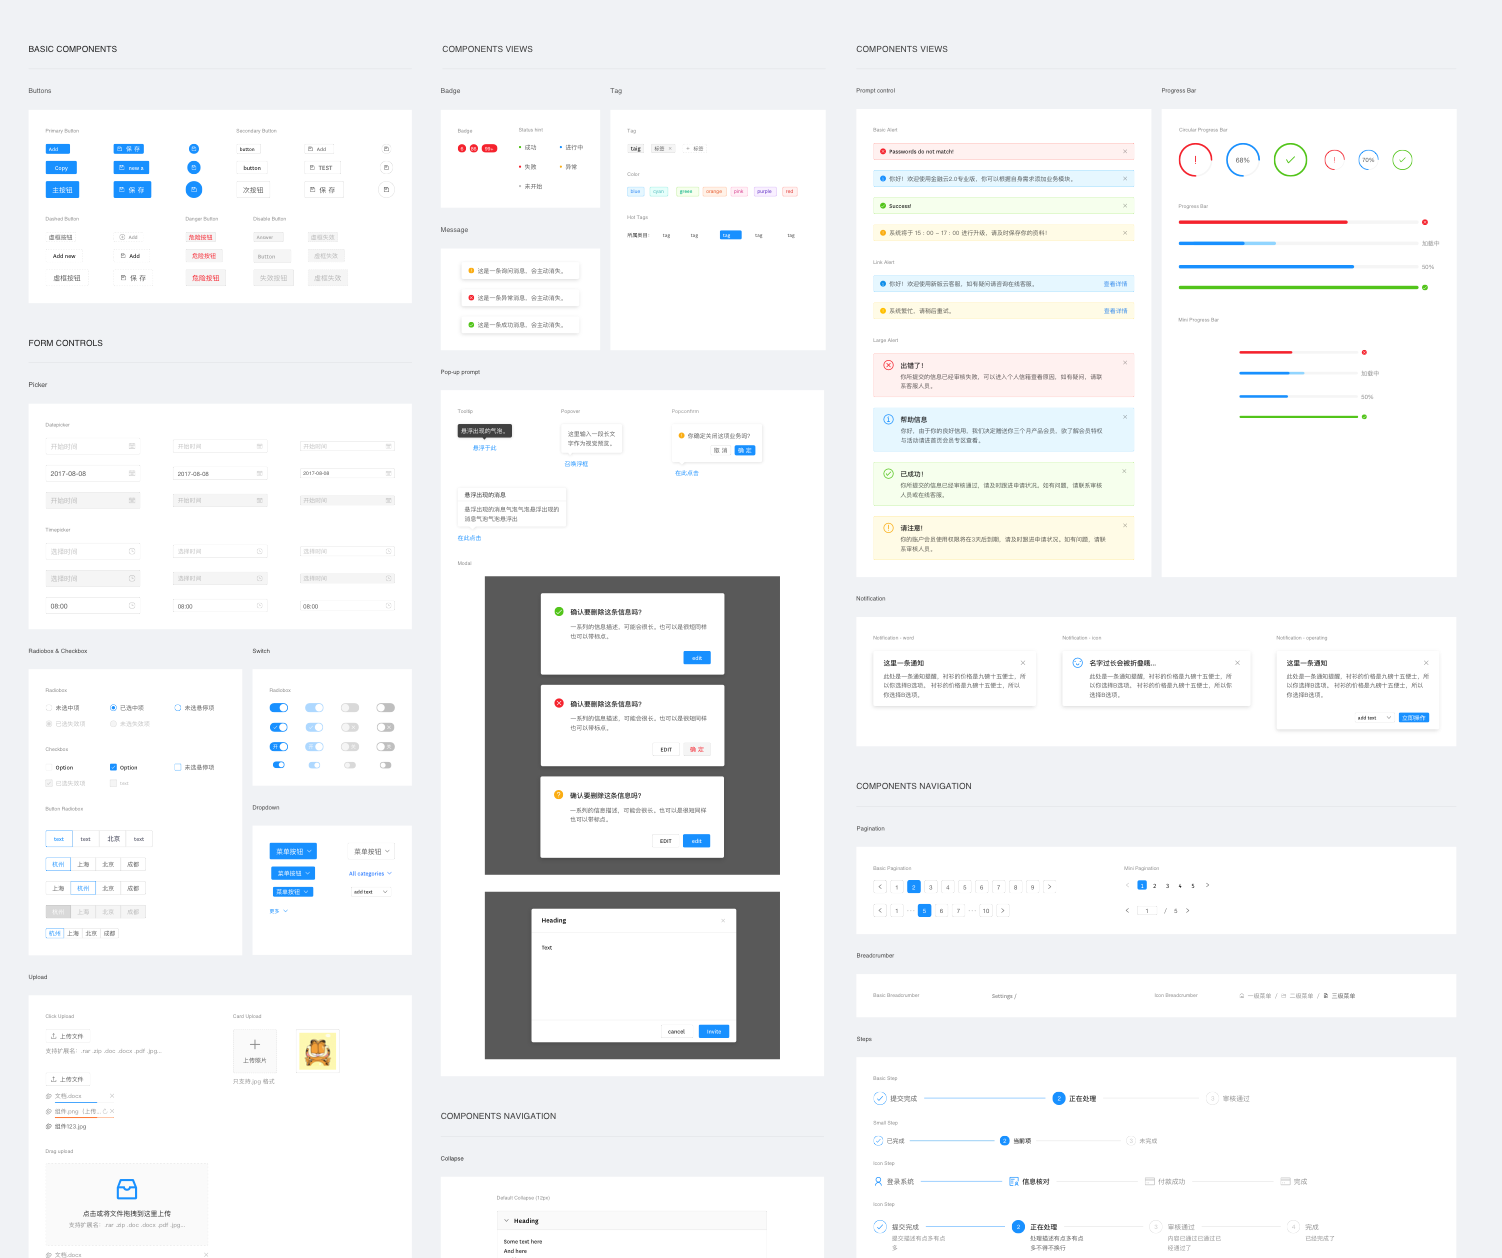 BASIC COMPONENTS
Buttons
Primary Button
Secondary Button
Add
保 存
button
Add
Copy
new a
button
TEST
主按钮
保 存
次按钮
保 存
Dashed Button
Danger Button
Disable Button
虚框按钮
Add
危险按钮
Answer
虚框失效
Add new
Add
危险按钮
Button
虚框失效
虚框按钮
保 存
危险按钮
失效按钮
虚框失效
FORM CONTROLS
Picker
Datepicker
开始时间
开始时间
开始时间
2017-08-08
2017-08-08
2017-08-08
开始时间
开始时间
开始时间
Timepicker
选择时间
选择时间
选择时间
选择时间
选择时间
选择时间
08:00
08:00
08:00
Radiobox & Checkbox
Radiobox
未选中项
已选中项
未选悬停项
已选失效项
未选失效项
Checkbox
Option
Option
未选悬停项
已选失效项
text
Button Radiobox
text
text
北京
text
杭州
上海
北京
成都
上海
杭州
北京
成都
杭州
上海
北京
成都
杭州
上海
北京
成都
Switch
Radiobox
开
Dropdown
菜单按钮
菜单按钮
菜单按钮
All categories
菜单按钮
add text
更多
Upload
Click Upload
上传文件
支持扩展名：.rar .zip .doc .docx .pdf .jpg...
上传文件
文档.docx
组件.png（上传...
组件123.jpg
Card Upload
上传照片
只支持.jpg 格式
Drag upload
点击或将文件拖拽到这里上传
支持扩展名：.rar .zip .doc .docx .pdf .jpg...
文档.docx
COMPONENTS VIEWS
Badge
Badge
Status hint
99+
成功
进行中
失败
异常
未开始
Tag
Tag
taig
标签
+ 标签
Color
blue
cyan
green
orange
pink
purple
red
Hot Tags
所属类目：
tag
tag
tag
tag
tag
Message
这是一条询问消息，会主动消失。
这是一条异常消息，会主动消失。
这是一条成功消息，会主动消失。
Pop-up prompt
Tooltip
悬浮出现的气泡。
悬浮于此
Popover
这里输入一段长文
字作为视觉预览。
召唤浮框
Popconfirm
你确定关闭这项业务吗？
取 消
确 定
在此点击
悬浮出现的消息
悬浮出现的消息气泡气泡悬浮出现的
消息气泡气泡悬浮出
在此点击
Modal
确认要删除这条信息吗?
一系列的信息描述，可能会很长。也可以是很短同样
也可以带标点。
edit
确认要删除这条信息吗?
一系列的信息描述，可能会很长。也可以是很短同样
也可以带标点。
EDIT
确 定
确认要删除这条信息吗?
一系列的信息描述，可能会很长。也可以是很短同样
也可以带标点。
EDIT
edit
Heading
Text
cancel
Invite
COMPONENTS NAVIGATION
Collapse
Default Collapse (12px)
Heading
Some text here
And here
COMPONENTS VIEWS
Prompt control
Basic Alert
Passwords do not match!
你好！欢迎使用金融云2.0专业版，你可以根据自身需求添加业务模块。
Success!
系统将于 15 : 00 - 17 : 00 进行升级，请及时保存你的资料！
Link Alert
你好！欢迎使用新版云客服，如有疑问请咨询在线客服。
查看详情
系统繁忙，请稍后重试。
查看详情
Large Alert
出错了！
你所提交的信息已经审核失败，可以进入个人信箱查看原因，如有疑问，请联
系客服人员。
帮助信息
你好，由于你的良好信用，我们决定赠送你三个月产品会员，欲了解会员特权
与活动请进首页会员专区查看。
已成功！
你所提交的信息已经审核通过，请及时跟进申请状况。如有问题，请联系审核
人员或在线客服。
请注意!
你的账户会员使用权限将在3天后到期，请及时跟进申请状况。如有问题，请联
系审核人员。
Progress Bar
Circular Progress Bar
68%
70%
Progress Bar
加载中
50%
Mini Progress Bar
加载中
50%
Notification
Notification - word
这里一条通知
此处是一条通知提醒，衬衫的价格是九磅十五便士，所
以你选择B选项。衬衫的价格是九磅十五便士，所以
你选择B选项。
Notification - icon
名字过长会被折叠哦...
此处是一条通知提醒，衬衫的价格是九磅十五便士，所
以你选择B选项。衬衫的价格是九磅十五便士，所以你
选择B选项。
Notification - operating
这里一条通知
此处是一条通知提醒，衬衫的价格是九磅十五便士，所
以你选择B选项。衬衫的价格是九磅十五便士，所以
你选择B选项。
add text
立即操作
COMPONENTS NAVIGATION
Pagination
Basic Pagination
Mini Pagination
< 1 2 3 4 5 6 7 8 9 >
< 1 2 3 4 5 >
< 1 ··· 5 6 7 ··· 10 >
< 1 / 5 >
Breadcrumber
Basic Breadcrumber
Settings /
Icon Breadcrumber
一级菜单 / 二级菜单 / 三级菜单
Steps
Basic Step
提交完成
2 正在处理
3 审核通过
Small Step
已完成
2 当前项
3 未完成
Icon Step
登录系统
信息核对
付款成功
完成
Icon Step
提交完成
2 正在处理
3 审核通过
4 完成
提交描述有点多有点
多
处理描述有点多有点
多不得不换行
内容已通过已通过已
经通过了
已经完成了